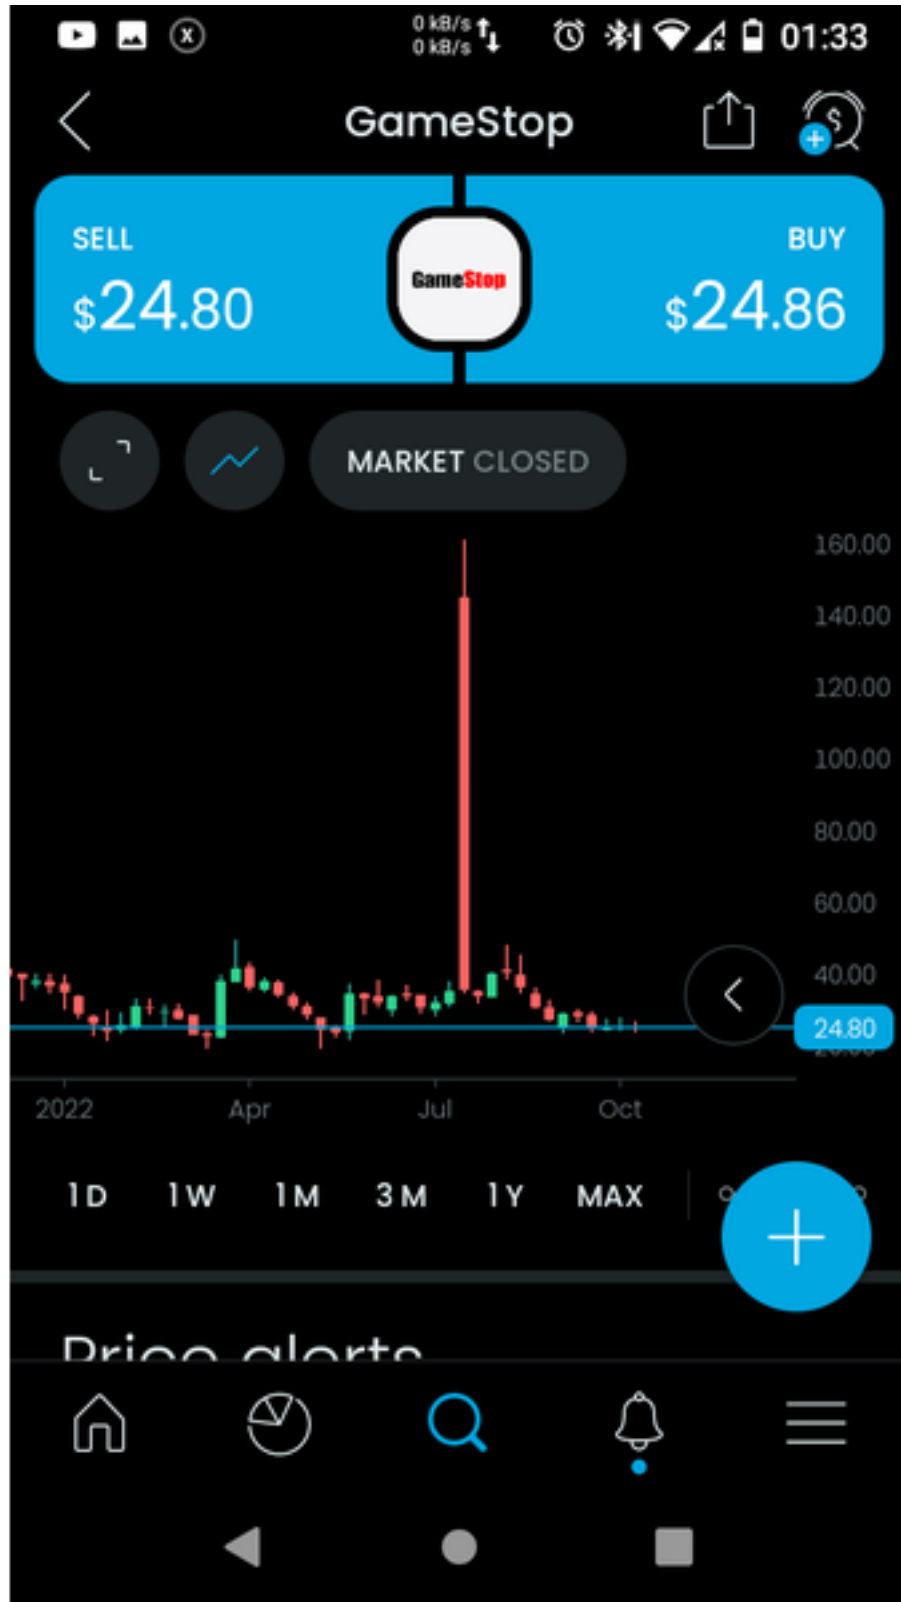 0 kB/s
0 kB/s
01:33
GameStop
SELL
BUY
GameStop
$24.80
$24.86
MARKET CLOSED
160.00
140.00
120.00
100.00
80.00
60.00
40.00
24.80
2022 Apr Jul Oct
1D 1W 1M 3M 1Y MAX
Price alerts